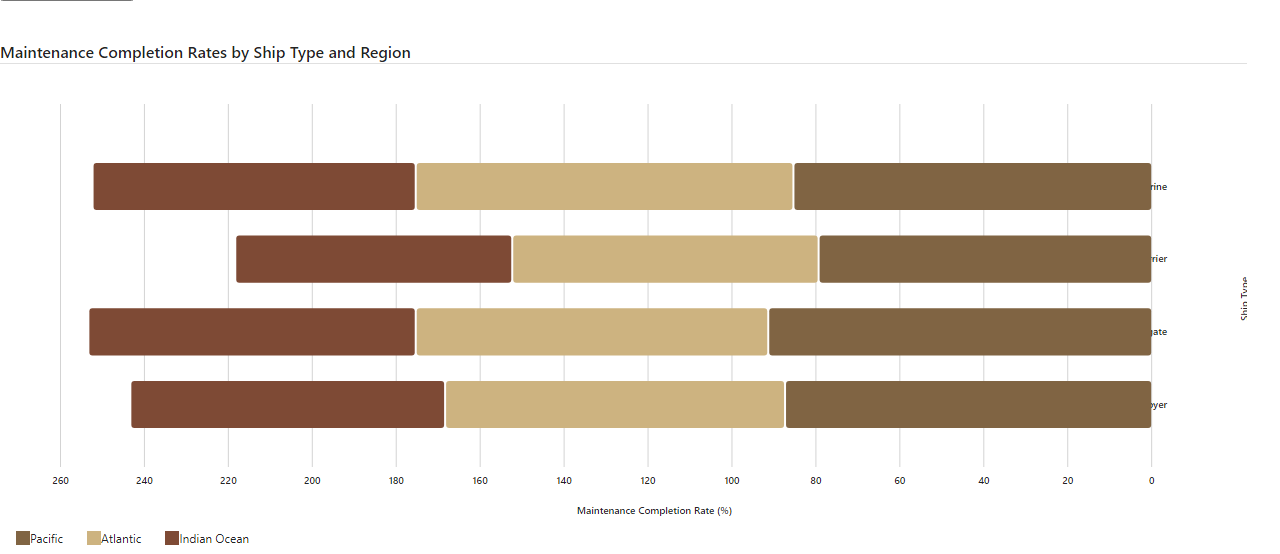 Maintenance Completion Rates by Ship Type and Region
rine
rier
gate
yer
Ship Type
260 240 220 200 180 160 140 120 100 80 60 40 20 0
Maintenance Completion Rate (%)
Pacific Atlantic Indian Ocean